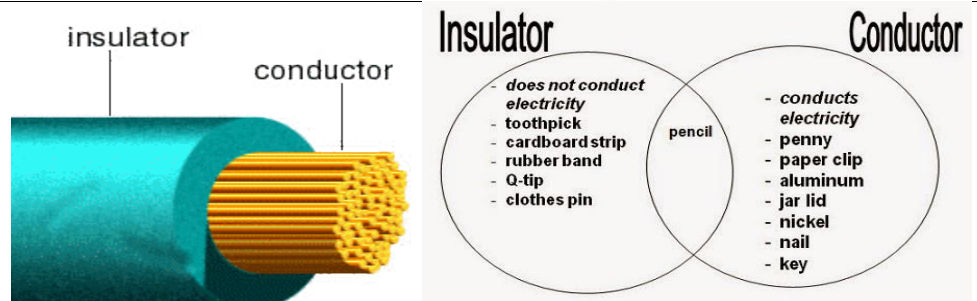 insulator
conductor
Insulator
Conductor
- does not conduct
electricity
- toothpick
- cardboard strip
- rubber band
- Q-tip
- clothes pin
pencil
- conducts
electricity
- penny
- paper clip
- aluminum
- jar lid
- nickel
- nail
- key